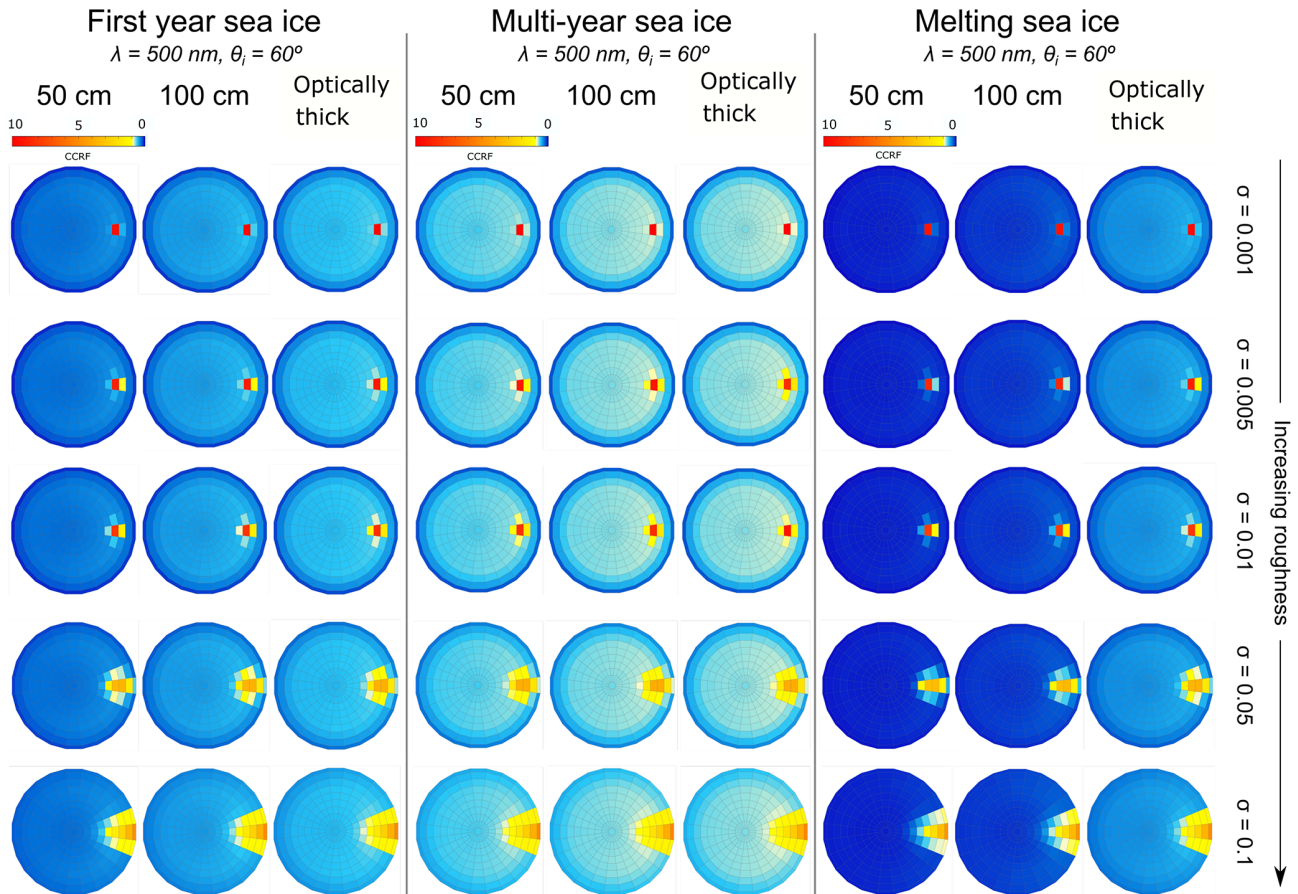 First year sea ice
λ = 500 nm, θi = 60º
50 cm
100 cm
Optically
thick
10 5 0
CCRF
Multi-year sea ice
λ = 500 nm, θi = 60º
50 cm
100 cm
Optically
thick
10 5 0
CCRF
Melting sea ice
λ = 500 nm, θi = 60º
50 cm
100 cm
Optically
thick
10 5 0
CCRF
σ = 0.001
σ = 0.005
σ = 0.01
σ = 0.05
σ = 0.1
Increasing roughness